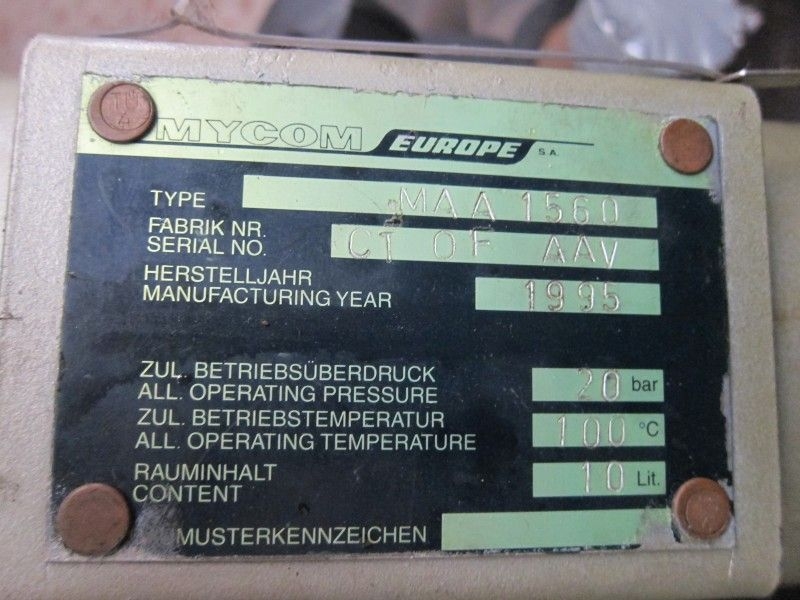 MYCOM EUROPE S.A.
TYPE MAA 1560
FABRIK NR.
SERIAL NO. CT OF AAV
HERSTELLJAHR
MANUFACTURING YEAR 1995
ZUL. BETRIEBSÜBERDRUCK
ALL. OPERATING PRESSURE 20 bar
ZUL. BETRIEBSTEMPERATUR
ALL. OPERATING TEMPERATURE 100 °C
RAUMINHALT
CONTENT 10 Lit.
MUSTERKENNZEICHEN